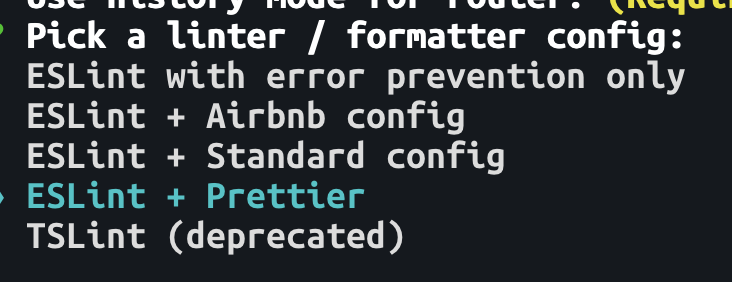 Use history mode for router? (Requi
Pick a linter / formatter config:
ESLint with error prevention only
ESLint + Airbnb config
ESLint + Standard config
ESLint + Prettier
TSLint (deprecated)